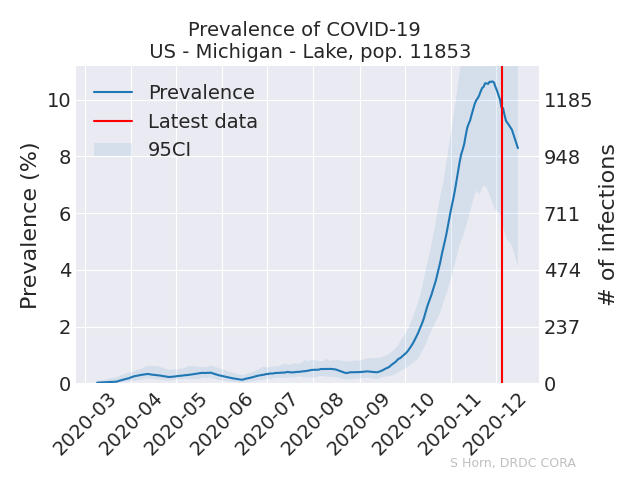 Prevalence of COVID-19
US - Michigan - Lake, pop. 11853
Prevalence
Latest data
95CI
Prevalence (%)
10
8
6
4
2
0
1185
948
711
474
237
0
# of infections
2020-03
2020-04
2020-05
2020-06
2020-07
2020-08
2020-09
2020-10
2020-11
2020-12
S Horn, DRDC CORA